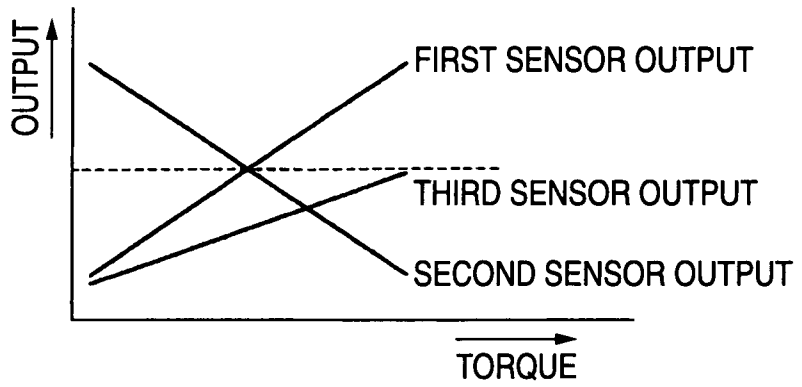 OUTPUT
FIRST SENSOR OUTPUT
THIRD SENSOR OUTPUT
SECOND SENSOR OUTPUT
TORQUE